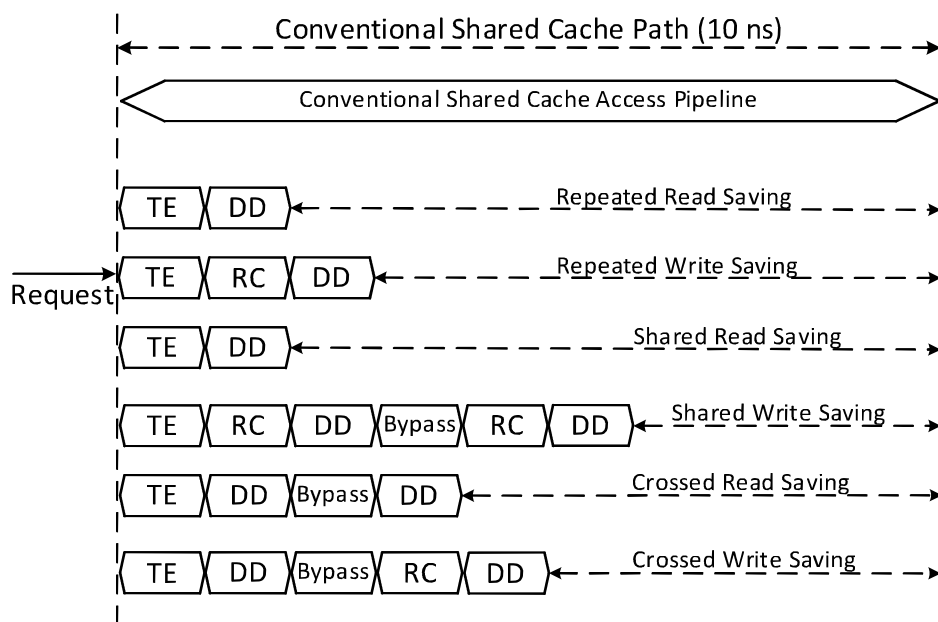 Conventional Shared Cache Path (10 ns)
Conventional Shared Cache Access Pipeline
TE DD Repeated Read Saving
Request
TE RC DD Repeated Write Saving
TE DD Shared Read Saving
TE RC DD Bypass RC DD Shared Write Saving
TE DD Bypass DD Crossed Read Saving
TE DD Bypass RC DD Crossed Write Saving